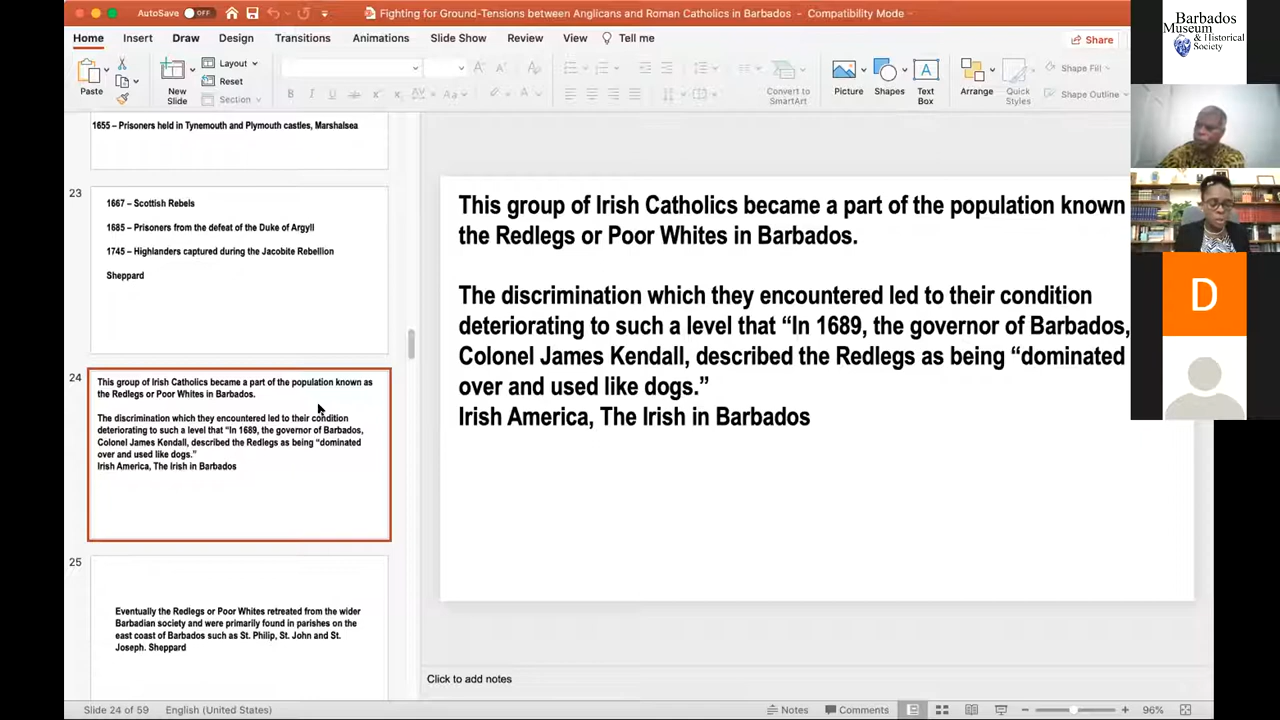 AutoSave OFF
Fighting for Ground-Tensions between Anglicans and Roman Catholics in Barbados - Compatibility Mode
Home Insert Draw Design Transitions Animations Slide Show Review View Tell me
Share
Paste
New Slide
Layout
Reset
Section
B I U
Convert to SmartArt
Picture
Shapes
Text Box
Arrange
Quick Styles
Shape Fill
Shape Outline
Barbados
Museum
& Historical
Society
1655 – Prisoners held in Tynemouth and Plymouth castles, Marshalsea
23
1667 – Scottish Rebels
1685 – Prisoners from the defeat of the Duke of Argyll
1745 – Highlanders captured during the Jacobite Rebellion
Sheppard
24
This group of Irish Catholics became a part of the population known as
the Redlegs or Poor Whites in Barbados.
The discrimination which they encountered led to their condition
deteriorating to such a level that “In 1689, the governor of Barbados,
Colonel James Kendall, described the Redlegs as being “dominated
over and used like dogs.”
Irish America, The Irish in Barbados
25
Eventually the Redlegs or Poor Whites retreated from the wider
Barbadian society and were primarily found in parishes on the
east coast of Barbados such as St. Philip, St. John and St.
Joseph. Sheppard
This group of Irish Catholics became a part of the population known
the Redlegs or Poor Whites in Barbados.
The discrimination which they encountered led to their condition
deteriorating to such a level that “In 1689, the governor of Barbados,
Colonel James Kendall, described the Redlegs as being “dominated
over and used like dogs.”
Irish America, The Irish in Barbados
D
Click to add notes
Slide 24 of 59 English (United States)
Notes Comments 96%